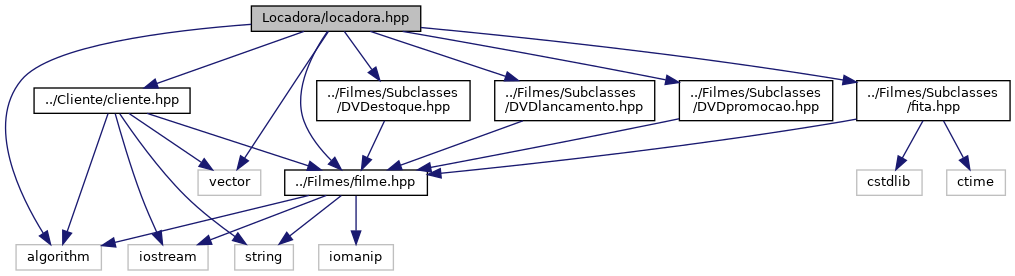 Locadora/locadora.hpp
../Cliente/cliente.hpp
../Filmes/Subclasses
/DVDestoque.hpp
../Filmes/Subclasses
/DVDlancamento.hpp
../Filmes/Subclasses
/DVDpromocao.hpp
../Filmes/Subclasses
/fita.hpp
vector
../Filmes/filme.hpp
cstdlib
ctime
algorithm
iostream
string
iomanip